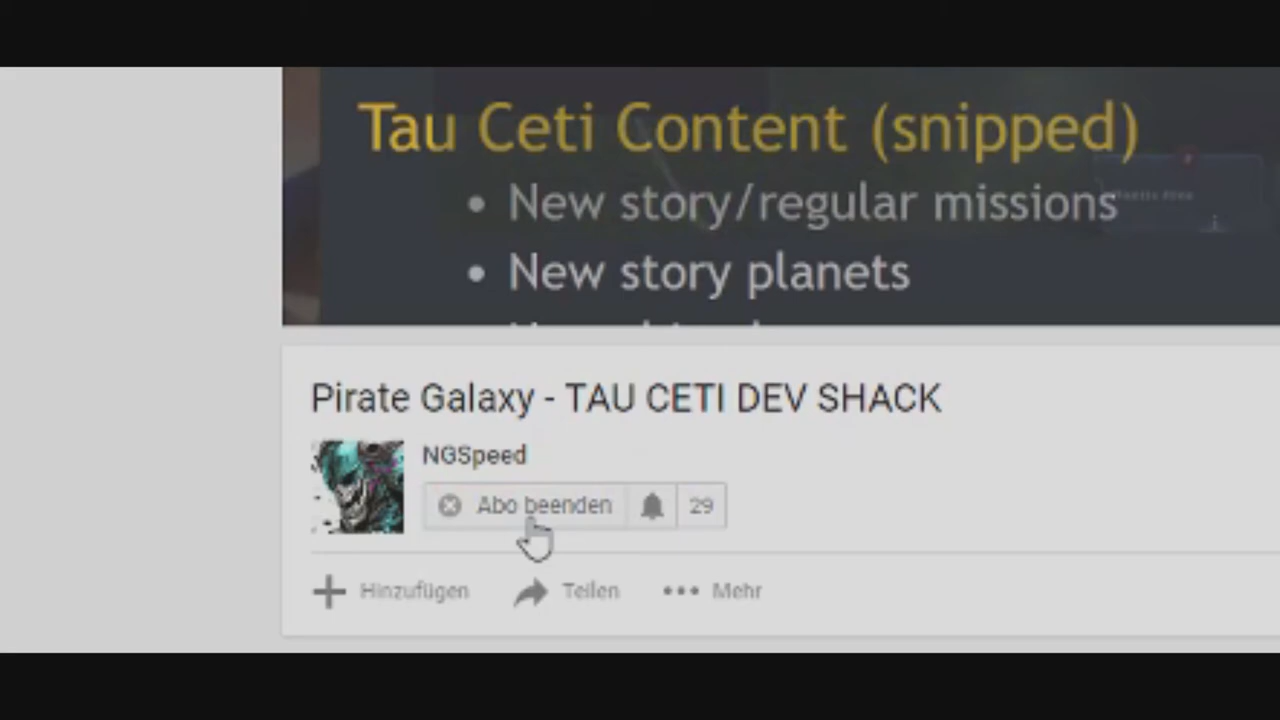 Tau Ceti Content (snipped)
• New story/regular missions
• New story planets
Pirate Galaxy - TAU CETI DEV SHACK
NGSpeed
Abo beenden 29
Hinzufügen Teilen Mehr